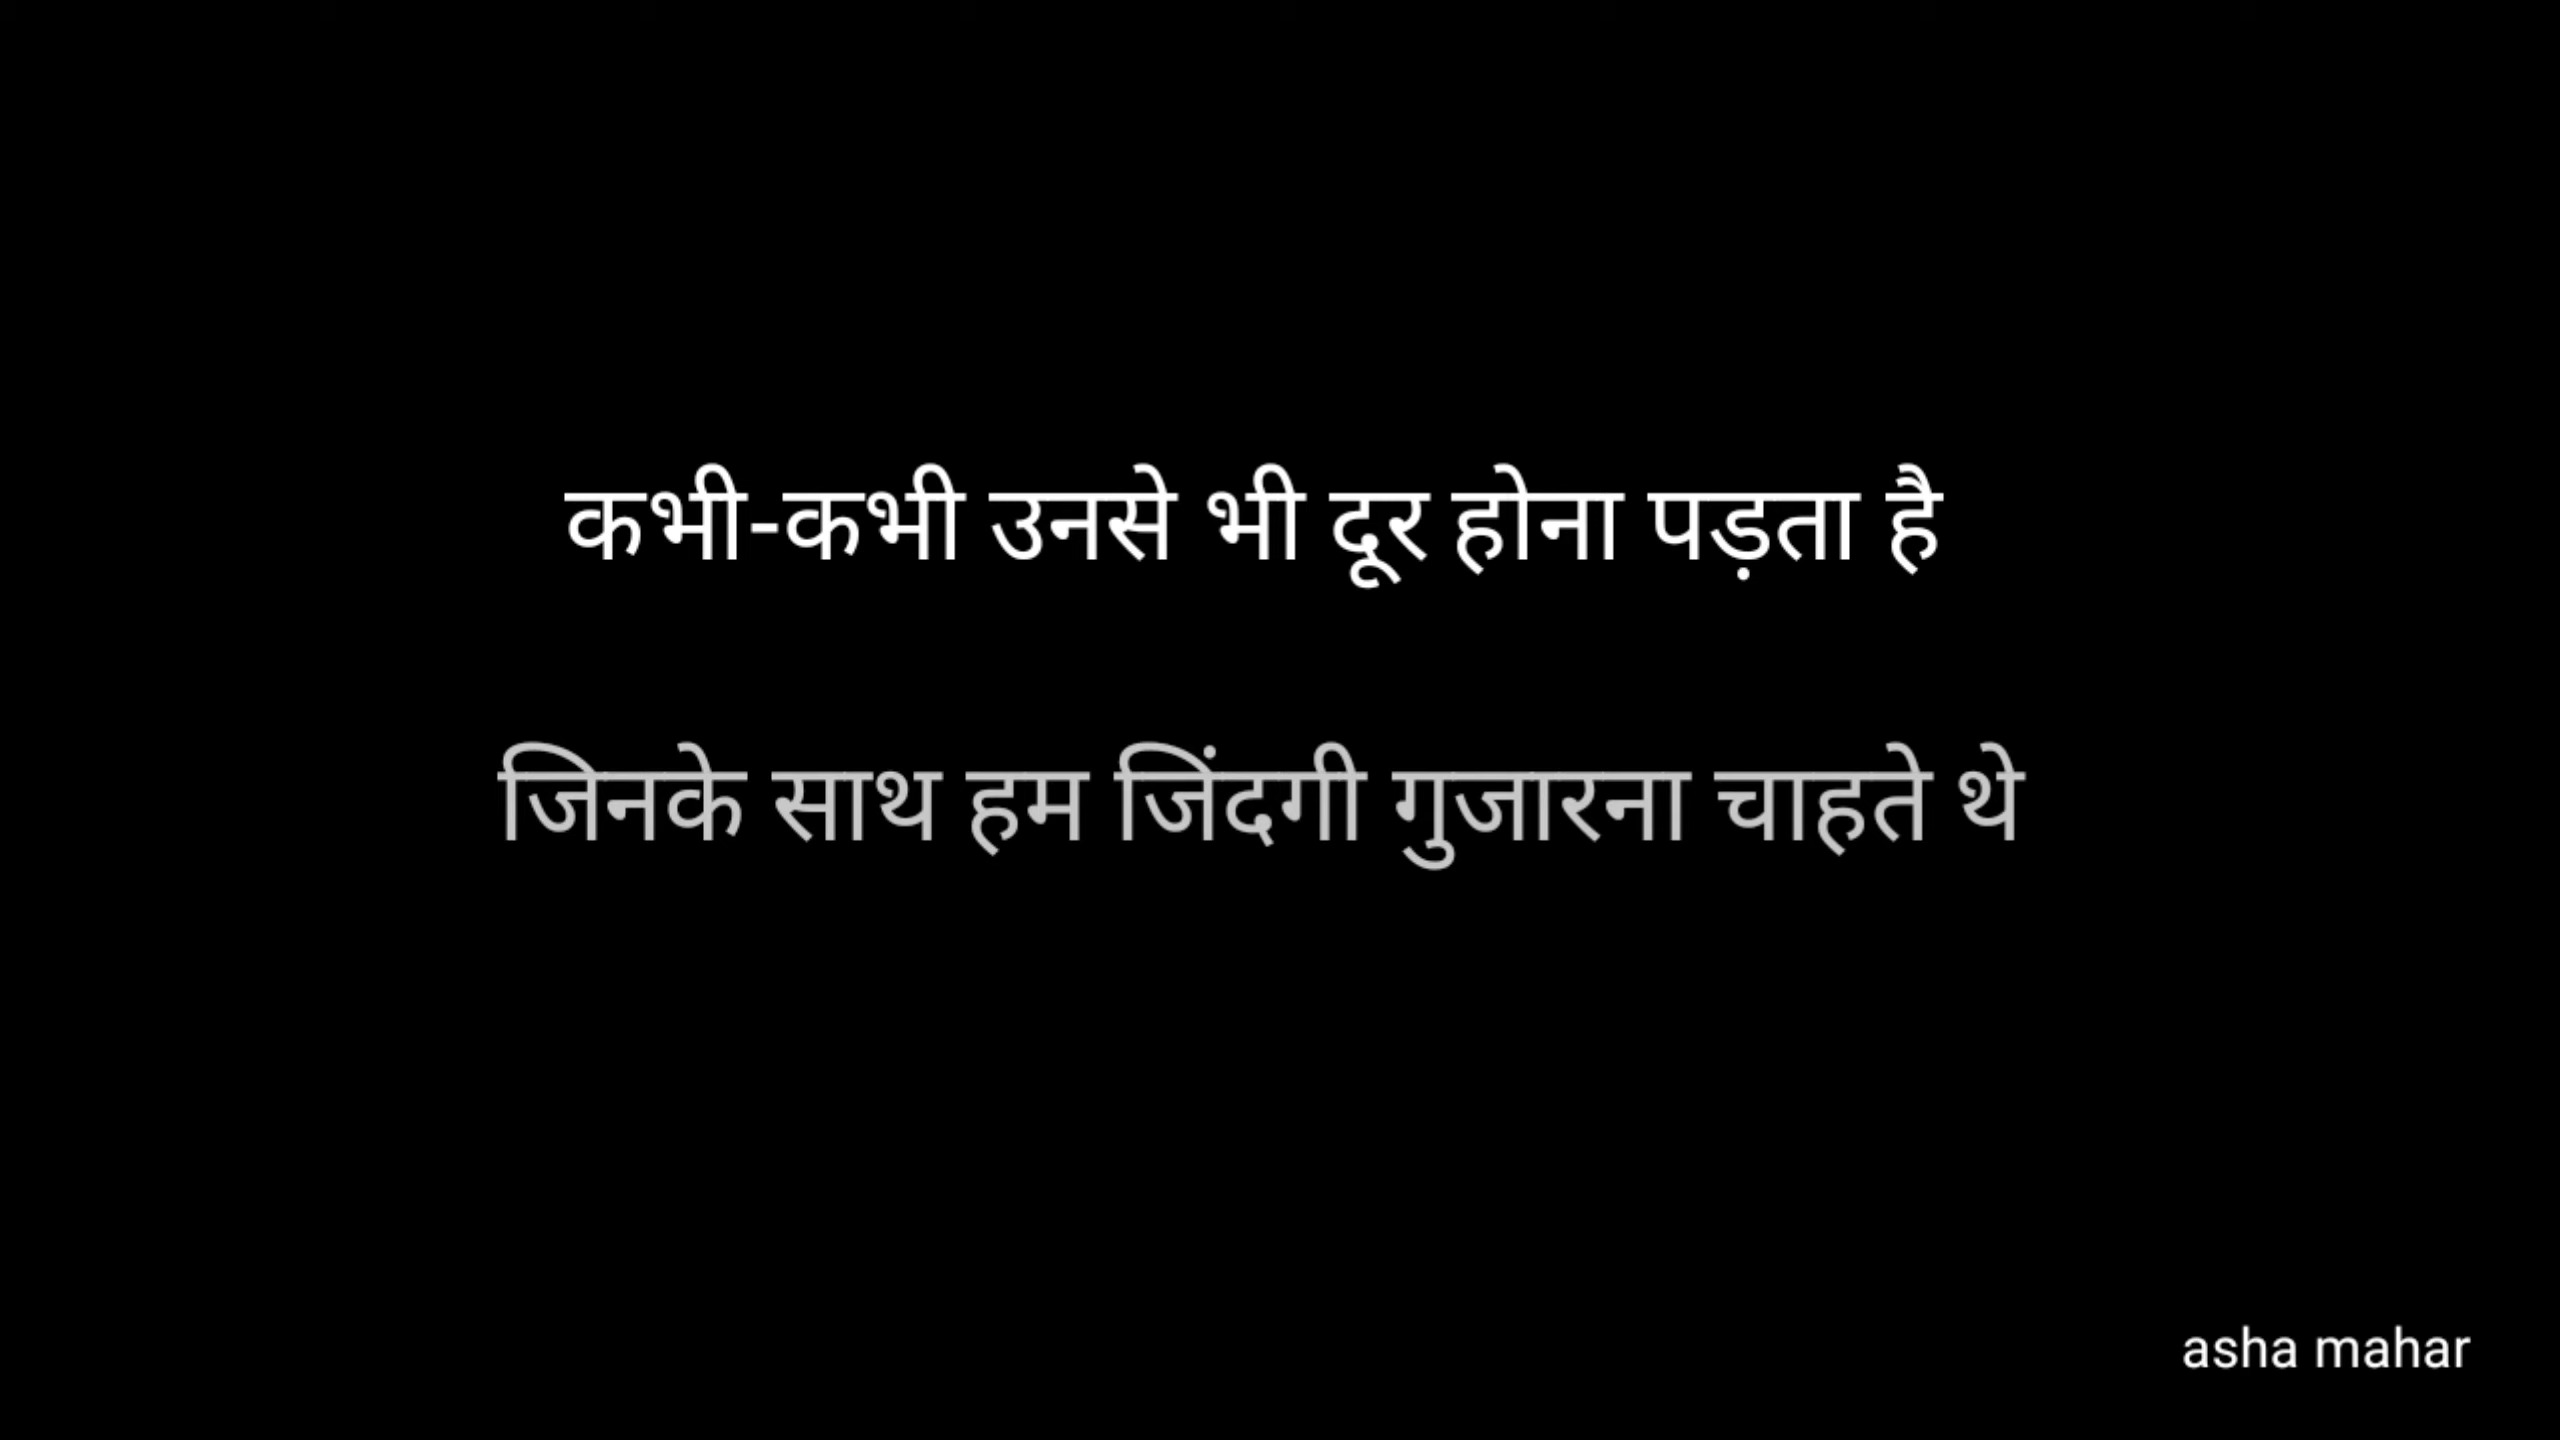 कभी-कभी उनसे भी दूर होना पड़ता है
जिनके साथ हम जिंदगी गुजारना चाहते थे
asha mahar